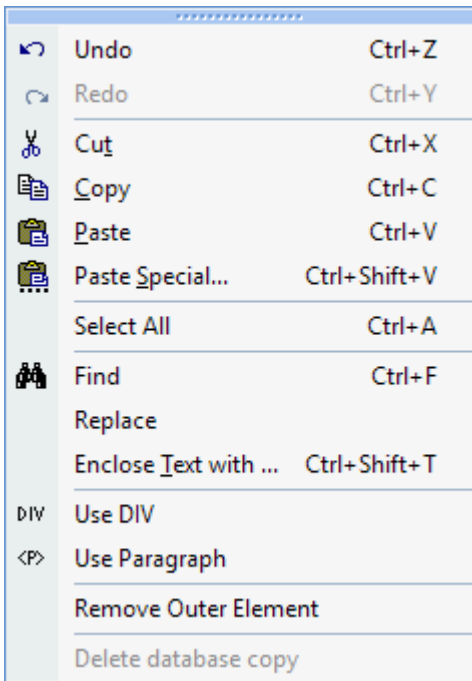 Undo Ctrl+Z
Redo Ctrl+Y
Cut Ctrl+X
Copy Ctrl+C
Paste Ctrl+V
Paste Special... Ctrl+Shift+V
Select All Ctrl+A
Find Ctrl+F
Replace
Enclose Text with ... Ctrl+Shift+T
DIV Use DIV
<P> Use Paragraph
Remove Outer Element
Delete database copy